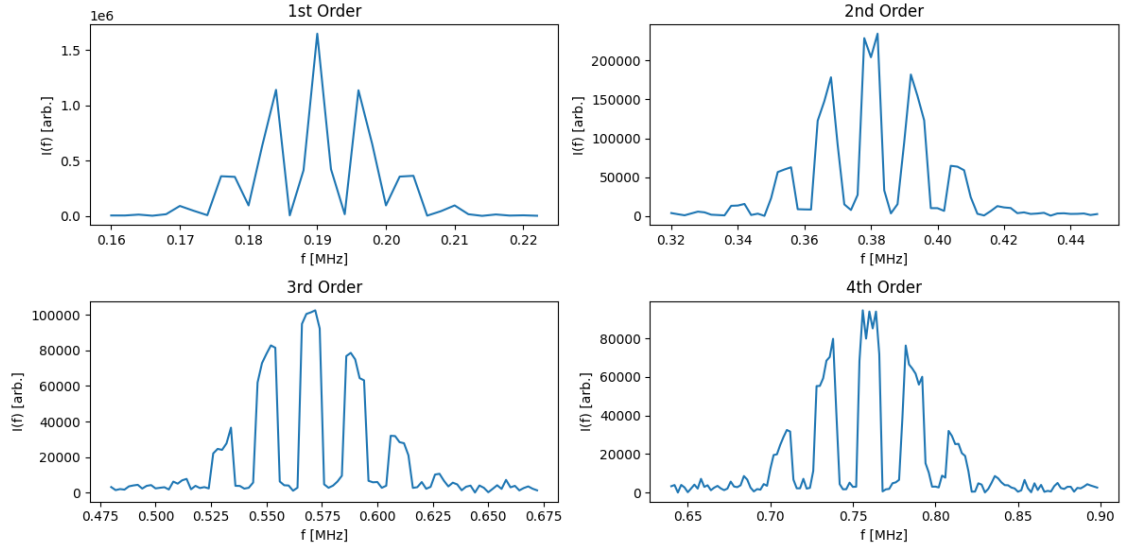 1st Order
1e6
I(f) [arb.]
1.5
1.0
0.5
0.0
0.16 0.17 0.18 0.19 0.20 0.21 0.22
f [MHz]
2nd Order
I(f) [arb.]
200000
150000
100000
50000
0
0.32 0.34 0.36 0.38 0.40 0.42 0.44
f [MHz]
3rd Order
I(f) [arb.]
100000
80000
60000
40000
20000
0
0.475 0.500 0.525 0.550 0.575 0.600 0.625 0.650 0.675
f [MHz]
4th Order
I(f) [arb.]
80000
60000
40000
20000
0
0.65 0.70 0.75 0.80 0.85 0.90
f [MHz]